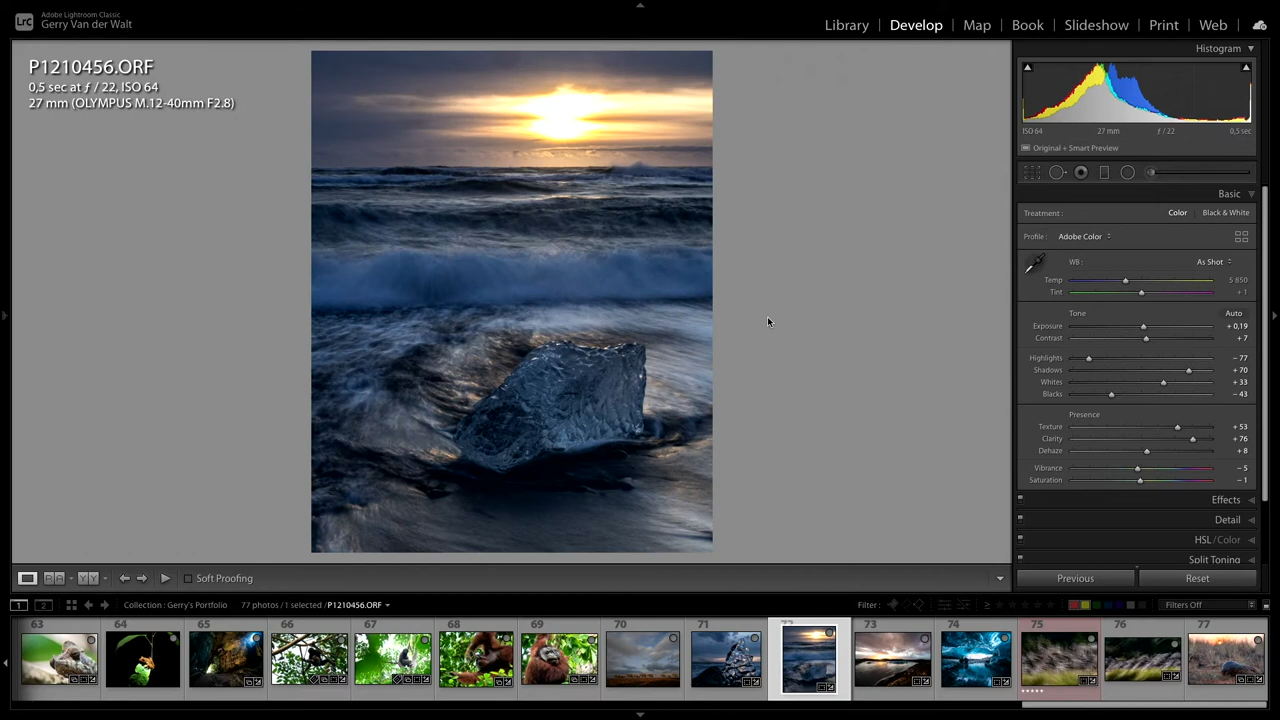 Lrc
Adobe Lightroom Classic
Gerry Van der Walt
Library | Develop | Map | Book | Slideshow | Print | Web
P1210456.ORF
0,5 sec at ƒ / 22, ISO 64
27 mm (OLYMPUS M.12-40mm F2.8)
Histogram
ISO 64 27 mm ƒ / 22 0,5 sec
Original + Smart Preview
Basic
Treatment : Color Black & White
Profile : Adobe Color
WB : As Shot
Temp 5 850
Tint + 1
Tone Auto
Exposure + 0,19
Contrast + 7
Highlights − 77
Shadows + 70
Whites + 33
Blacks − 43
Presence
Texture + 53
Clarity + 76
Dehaze + 8
Vibrance − 5
Saturation − 1
Effects
Detail
HSL / Color
Split Toning
Previous Reset
R A Y Y Soft Proofing
1 2 Collection : Gerry's Portfolio 77 photos / 1 selected / P1210456.ORF Filter : Filters Off
63 64 65 66 67 68 69 70 71 72 73 74 75 76 77